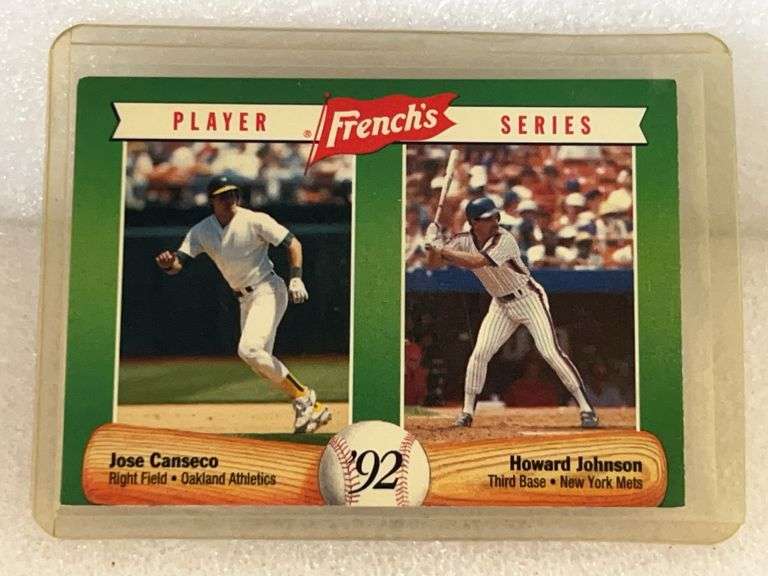 PLAYER French's ® SERIES
Jose Canseco
Right Field • Oakland Athletics
'92
Howard Johnson
Third Base • New York Mets